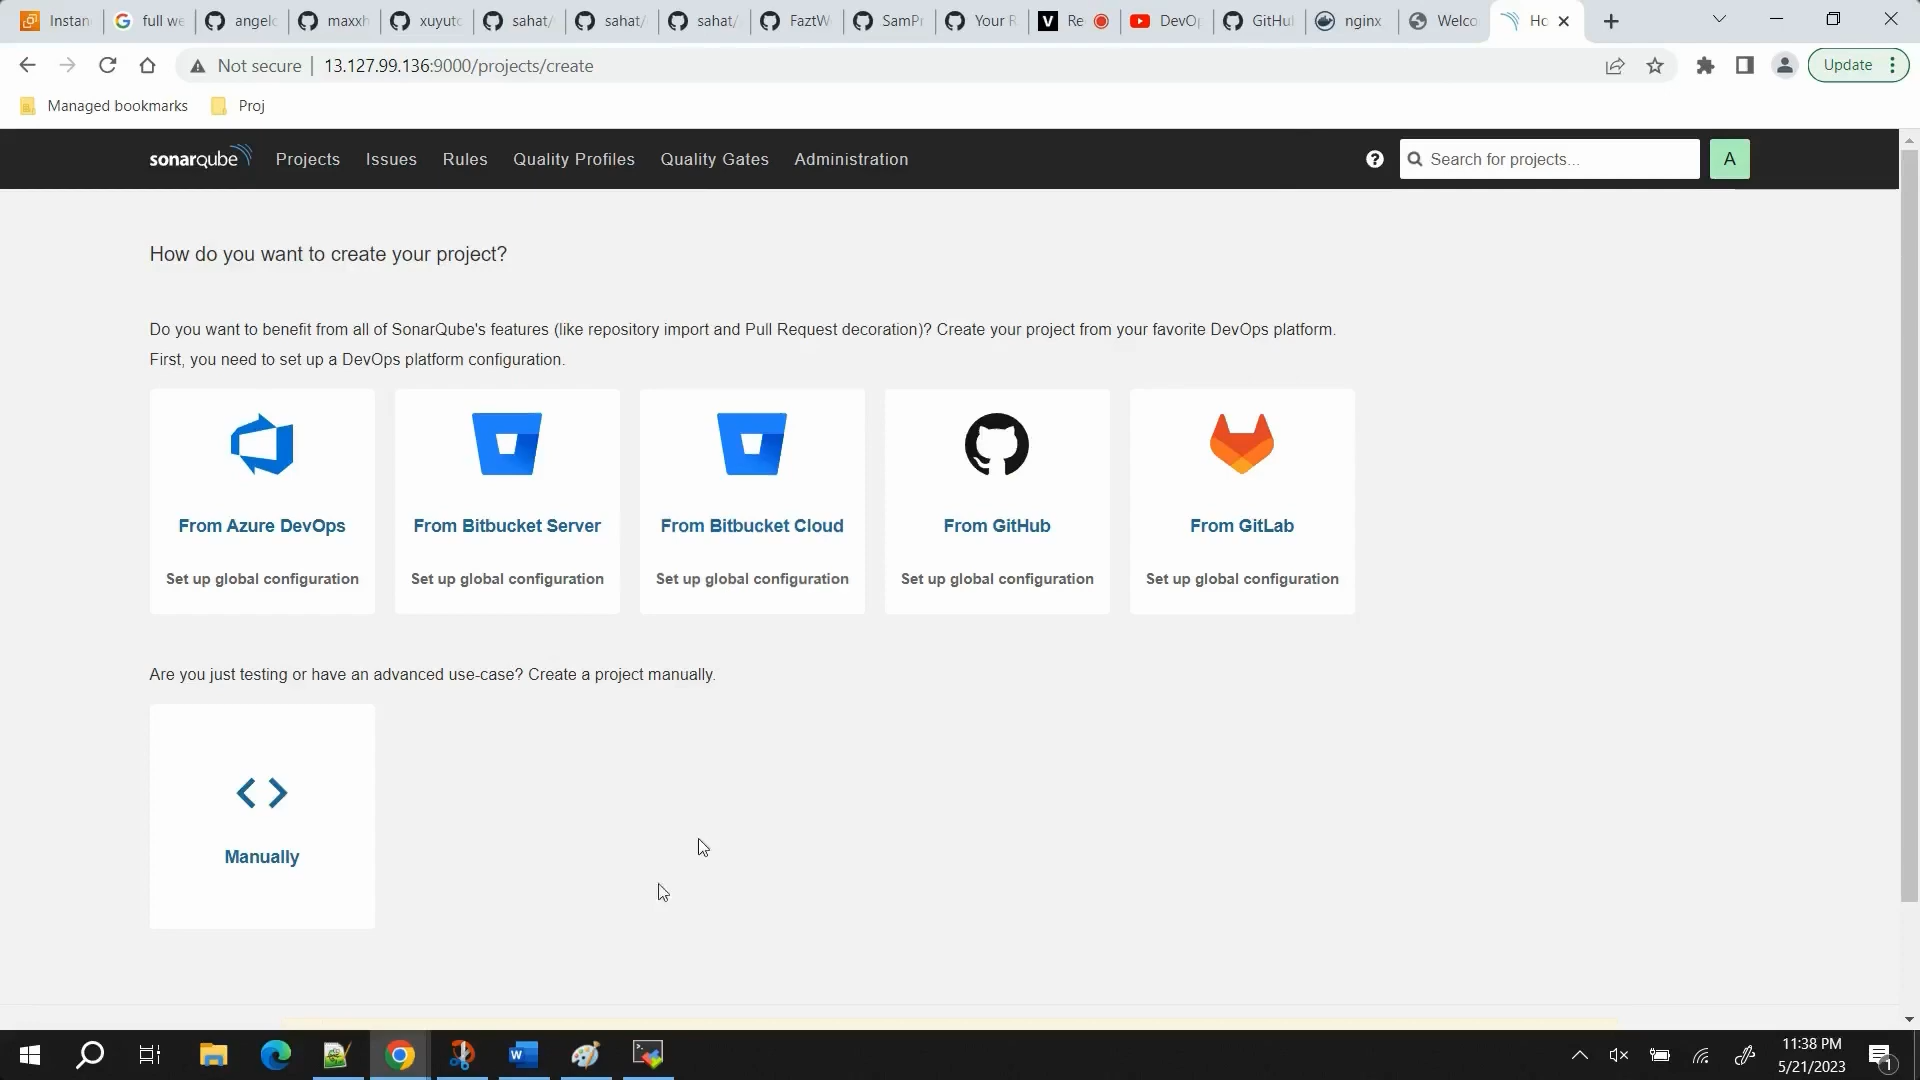 Instan
full we
angelo
maxxh
xuyutc
sahat/
sahat/
sahat/
FaztW
SamPr
Your R
Re
DevOp
GitHu
nginx
Welco
Ho
Not secure
13.127.99.136:9000/projects/create
Update
Managed bookmarks
Proj
sonarqube
Projects
Issues
Rules
Quality Profiles
Quality Gates
Administration
Search for projects...
A
How do you want to create your project?
Do you want to benefit from all of SonarQube's features (like repository import and Pull Request decoration)? Create your project from your favorite DevOps platform.
First, you need to set up a DevOps platform configuration.
From Azure DevOps
Set up global configuration
From Bitbucket Server
Set up global configuration
From Bitbucket Cloud
Set up global configuration
From GitHub
Set up global configuration
From GitLab
Set up global configuration
Are you just testing or have an advanced use-case? Create a project manually.
Manually
11:38 PM
5/21/2023
1